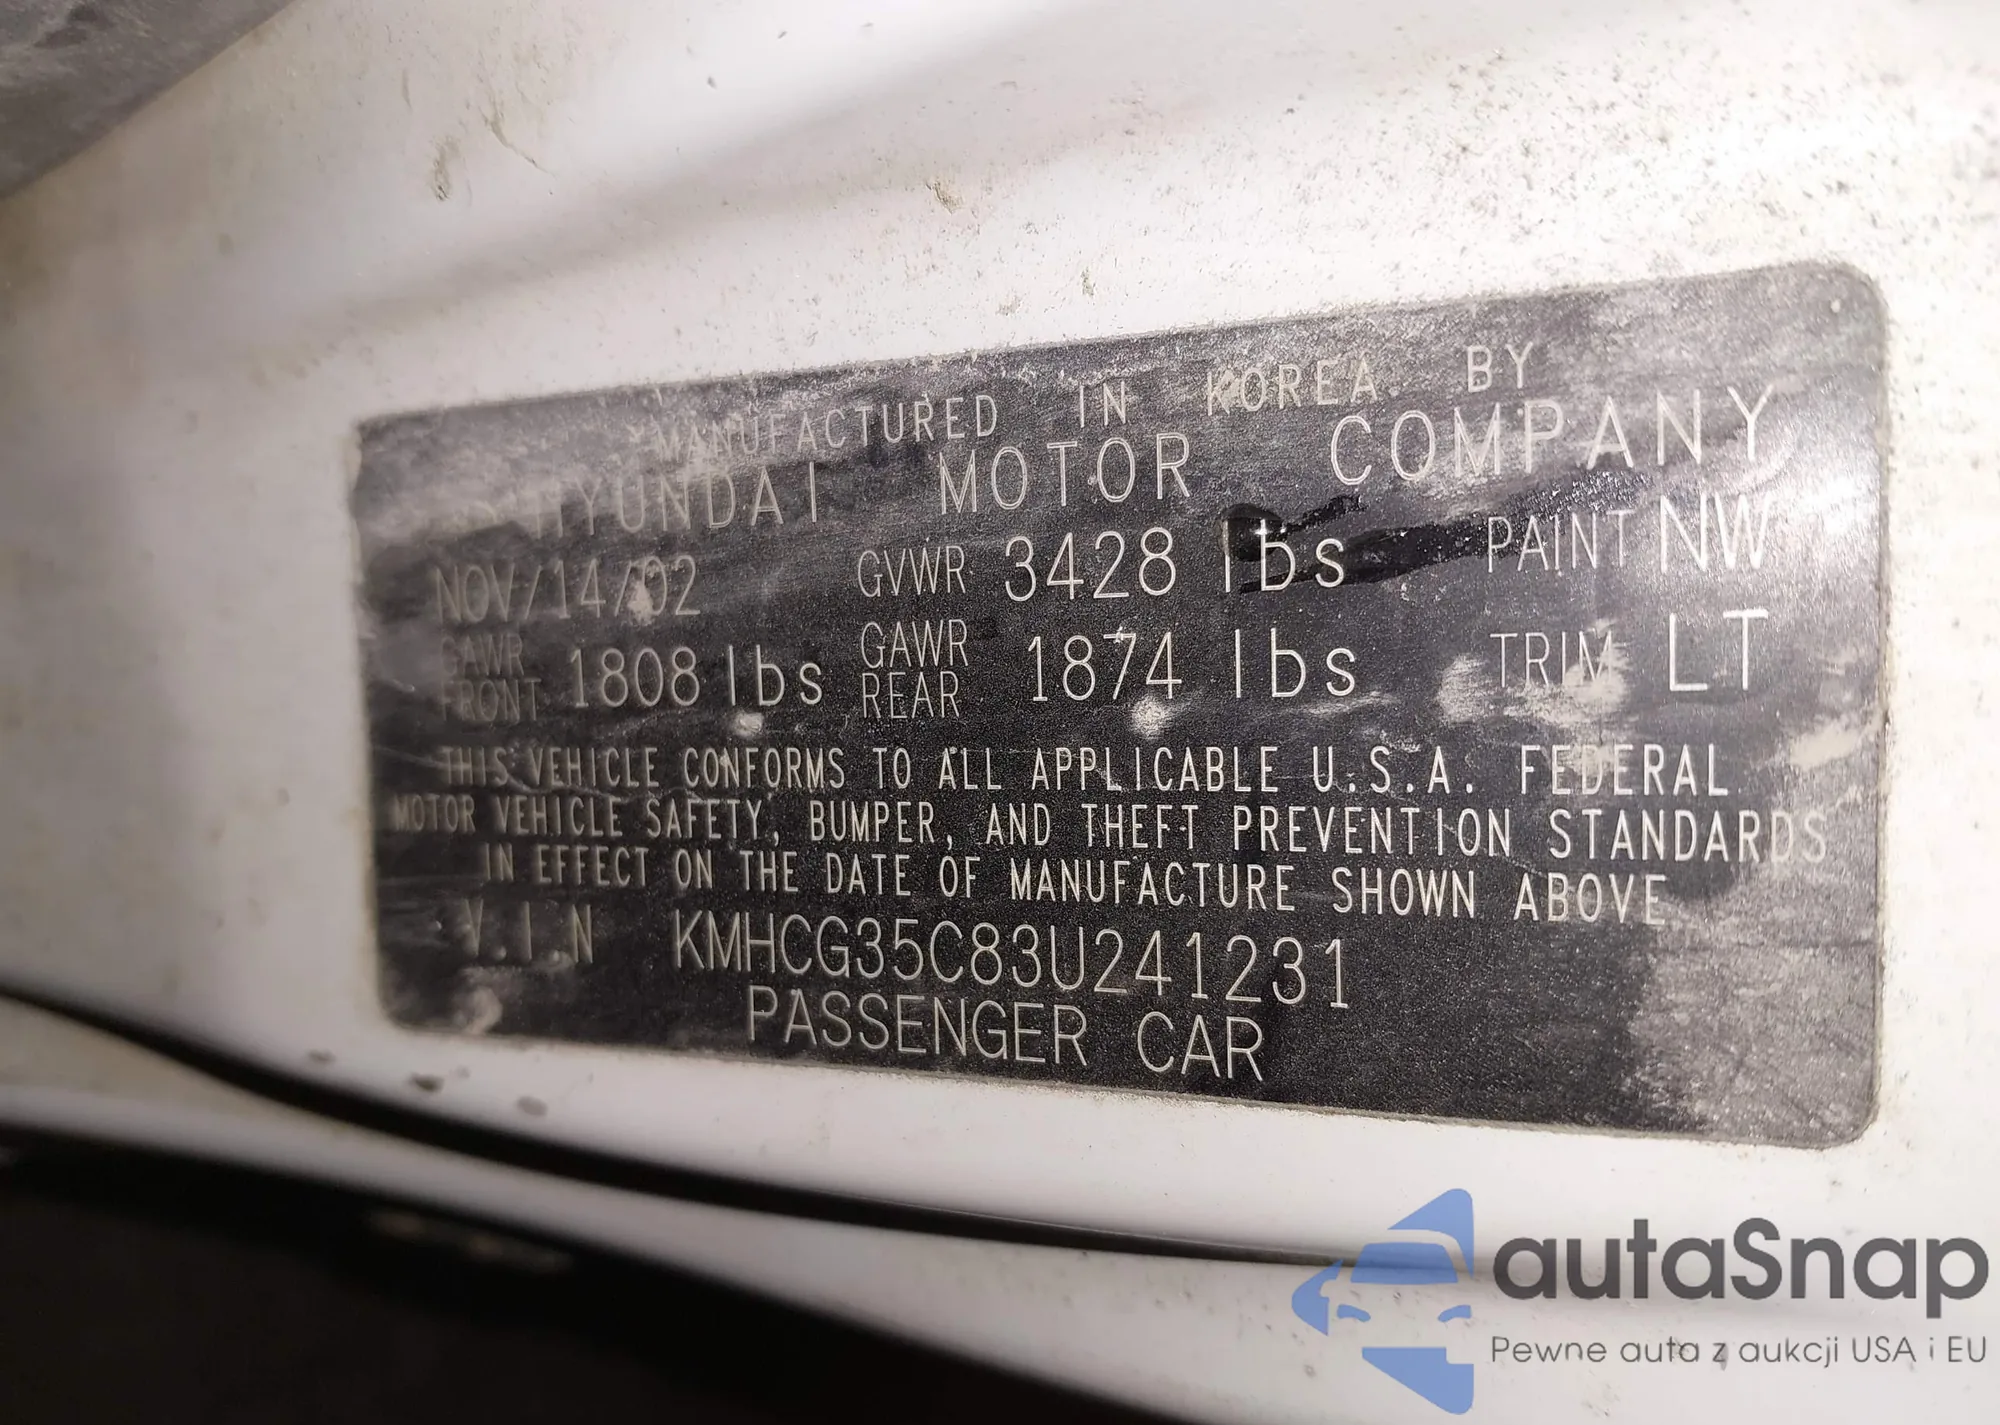 MANUFACTURED IN KOREA BY
HYUNDAI MOTOR COMPANY
NOV/14/02 GVWR 3428 lbs PAINT NW
GAWR FRONT 1808 lbs GAWR REAR 1874 lbs TRIM LT
THIS VEHICLE CONFORMS TO ALL APPLICABLE U.S.A. FEDERAL
MOTOR VEHICLE SAFETY, BUMPER, AND THEFT PREVENTION STANDARDS
IN EFFECT ON THE DATE OF MANUFACTURE SHOWN ABOVE
V.I.N KMHCG35C83U241231
PASSENGER CAR
autaSnap
Pewne auta z aukcji USA i EU